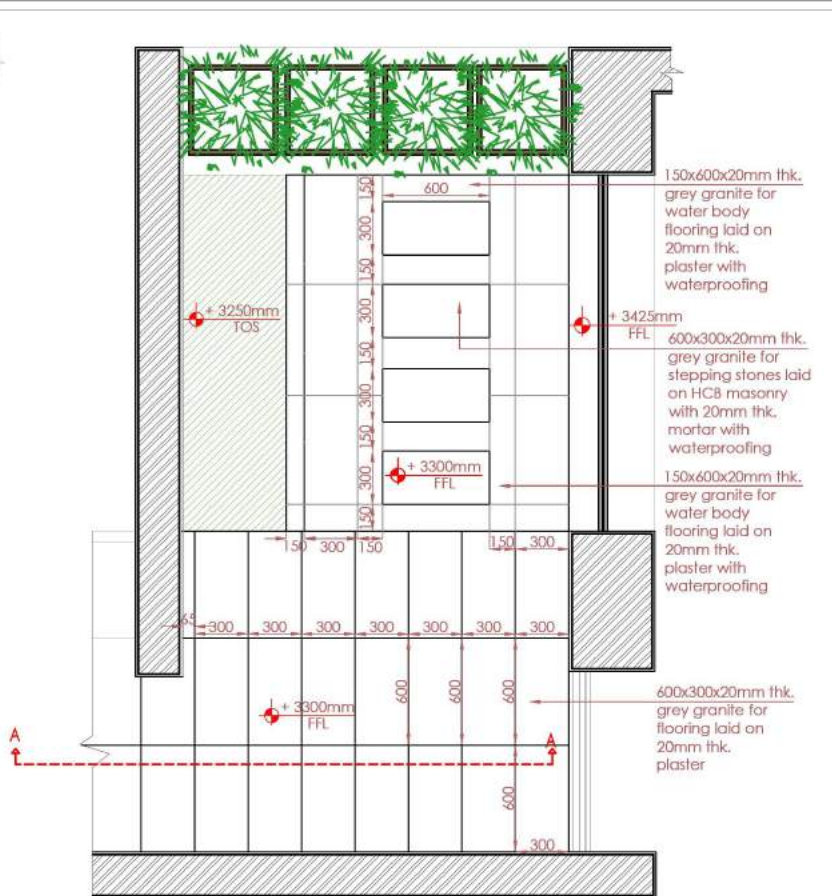 150x600x20mm thk.
grey granite for
water body
flooring laid on
20mm thk.
plaster with
waterproofing
600
150
300
150
300
150
300
150
300
150
+ 3250mm
TOS
+ 3425mm
FFL
600x300x20mm thk.
grey granite for
stepping stones laid
on HCB masonry
with 20mm thk.
mortar with
waterproofing
+ 3300mm
FFL
150x600x20mm thk.
grey granite for
water body
flooring laid on
20mm thk.
plaster with
waterproofing
150 300 150
150 300
65 300 300 300 300 300 300 300
600 600 600
+ 3300mm
FFL
600x300x20mm thk.
grey granite for
flooring laid on
20mm thk.
plaster
A A
600
300